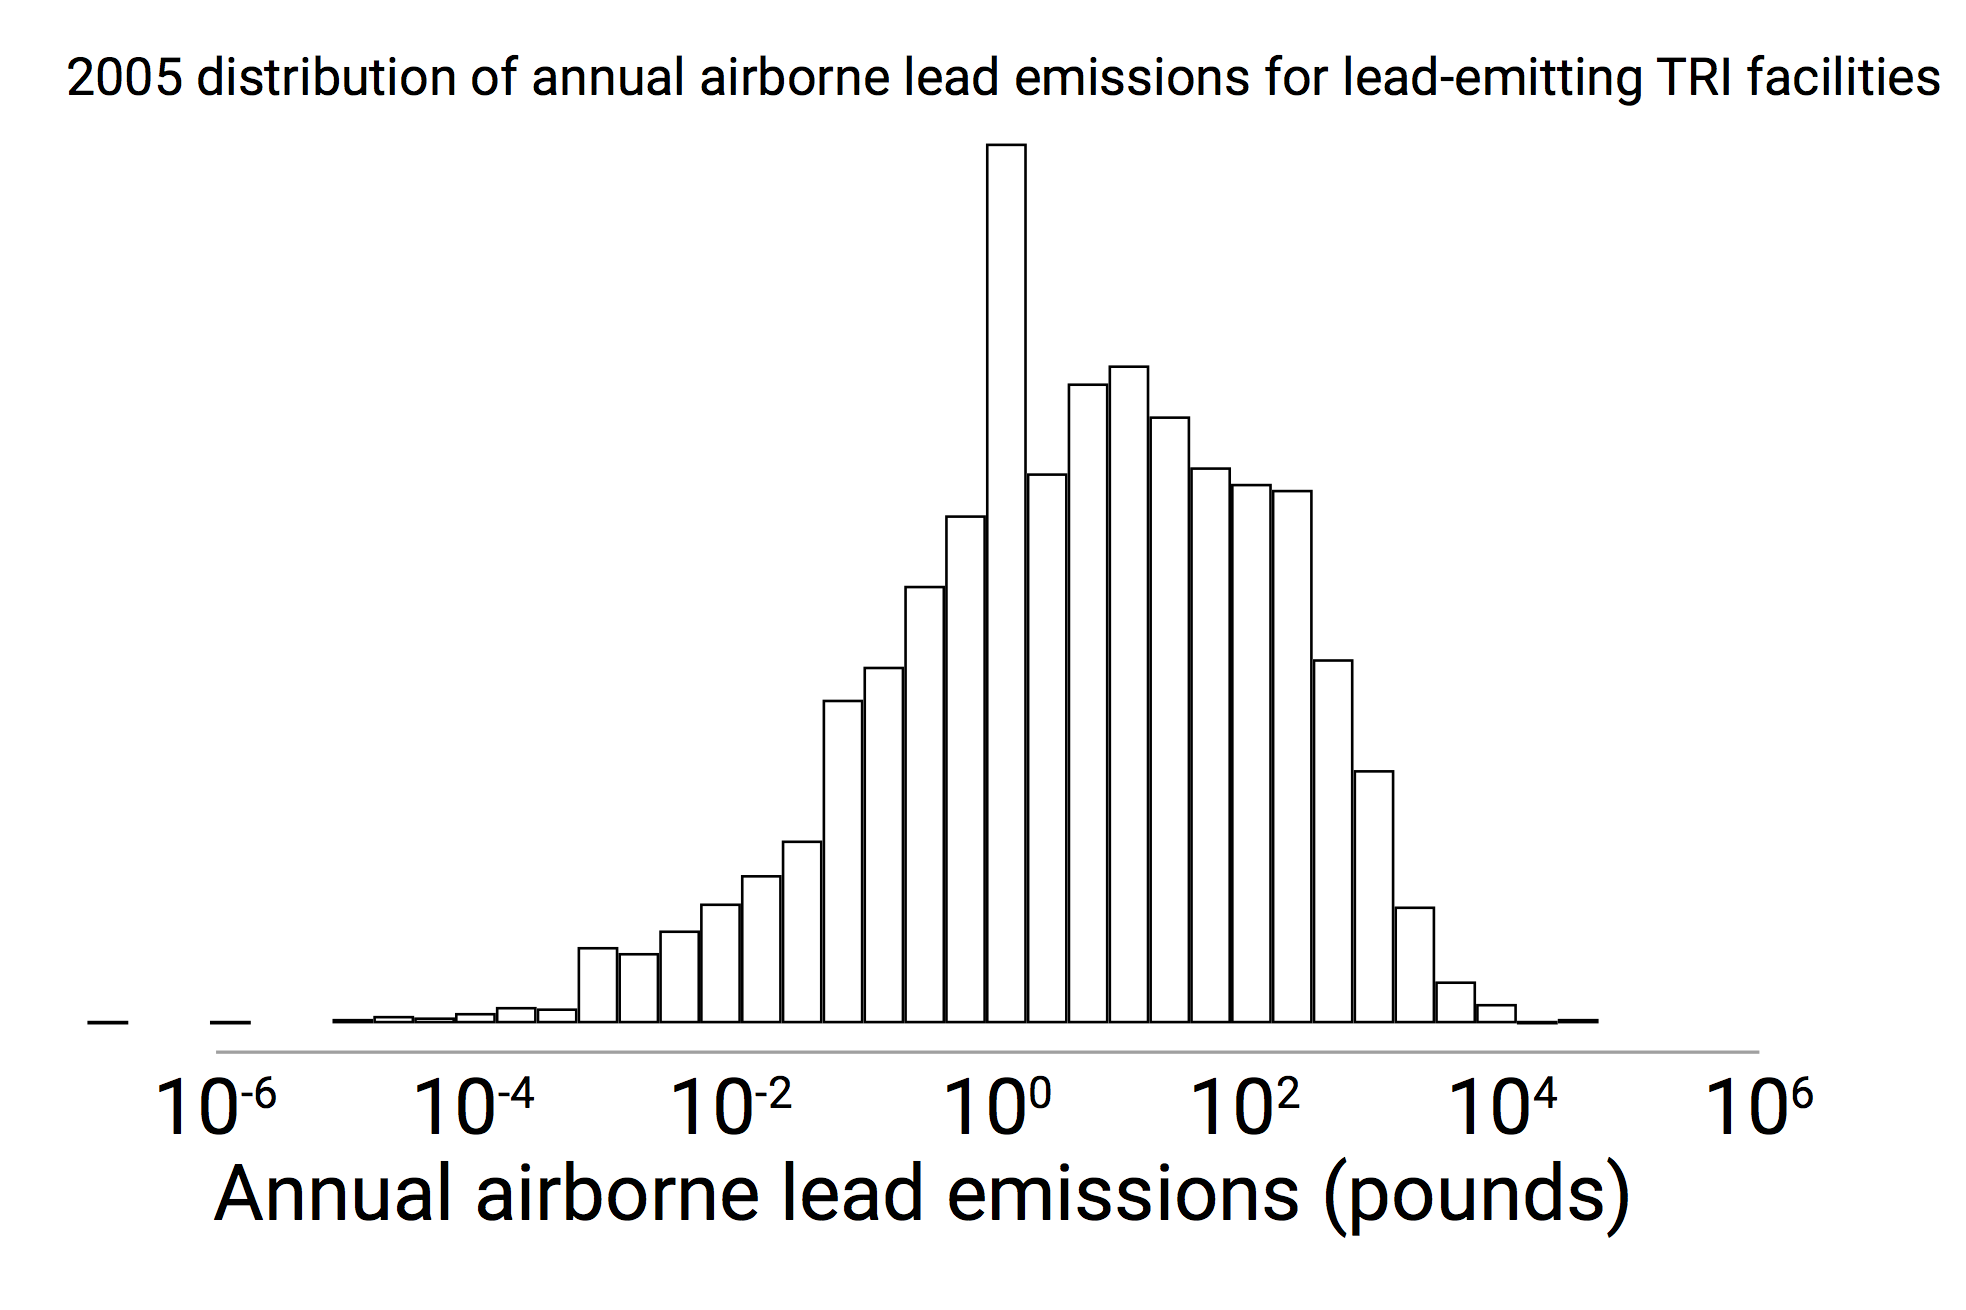 2005 distribution of annual airborne lead emissions for lead-emitting TRI facilities
10⁻⁶ 10⁻⁴ 10⁻² 10⁰ 10² 10⁴ 10⁶
Annual airborne lead emissions (pounds)